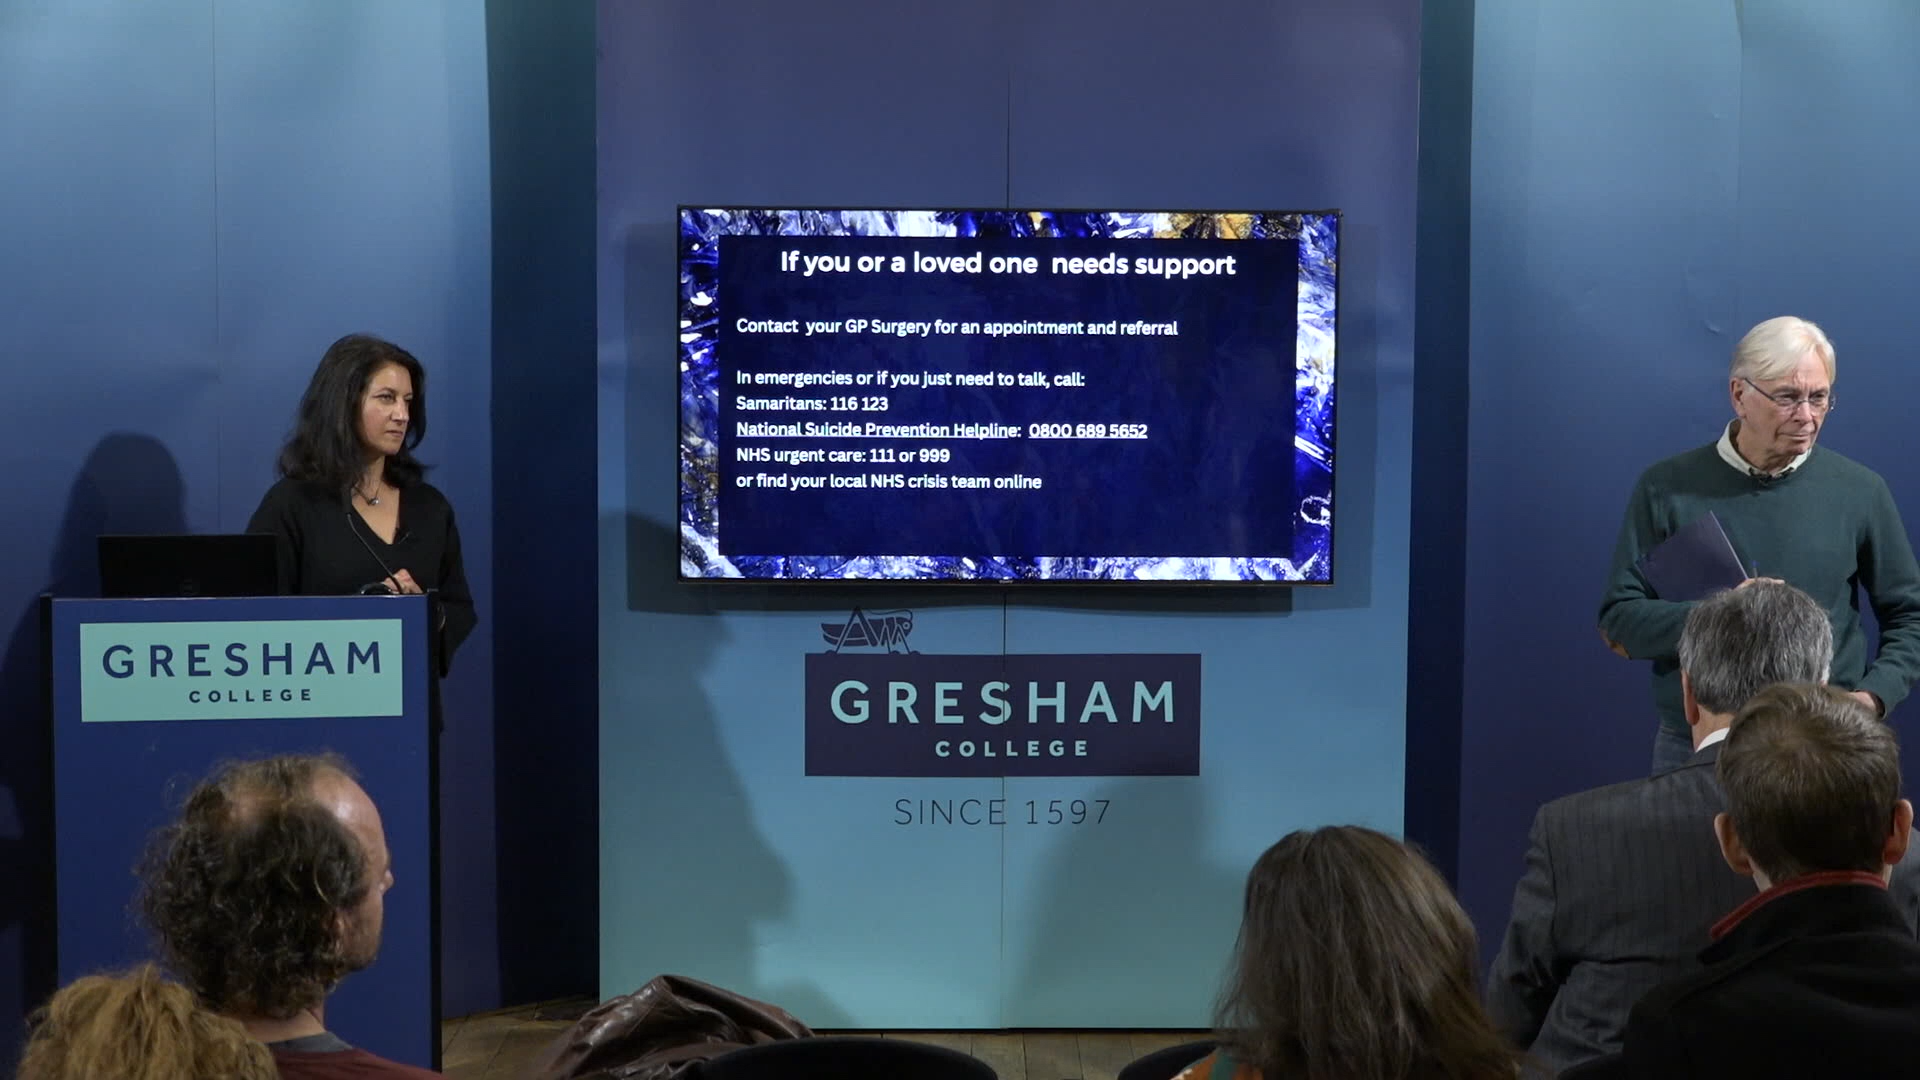 If you or a loved one needs support
Contact your GP Surgery for an appointment and referral
In emergencies or if you just need to talk, call:
Samaritans: 116 123
National Suicide Prevention Helpline: 0800 689 5652
NHS urgent care: 111 or 999
or find your local NHS crisis team online
GRESHAM
COLLEGE
GRESHAM
COLLEGE
SINCE 1597